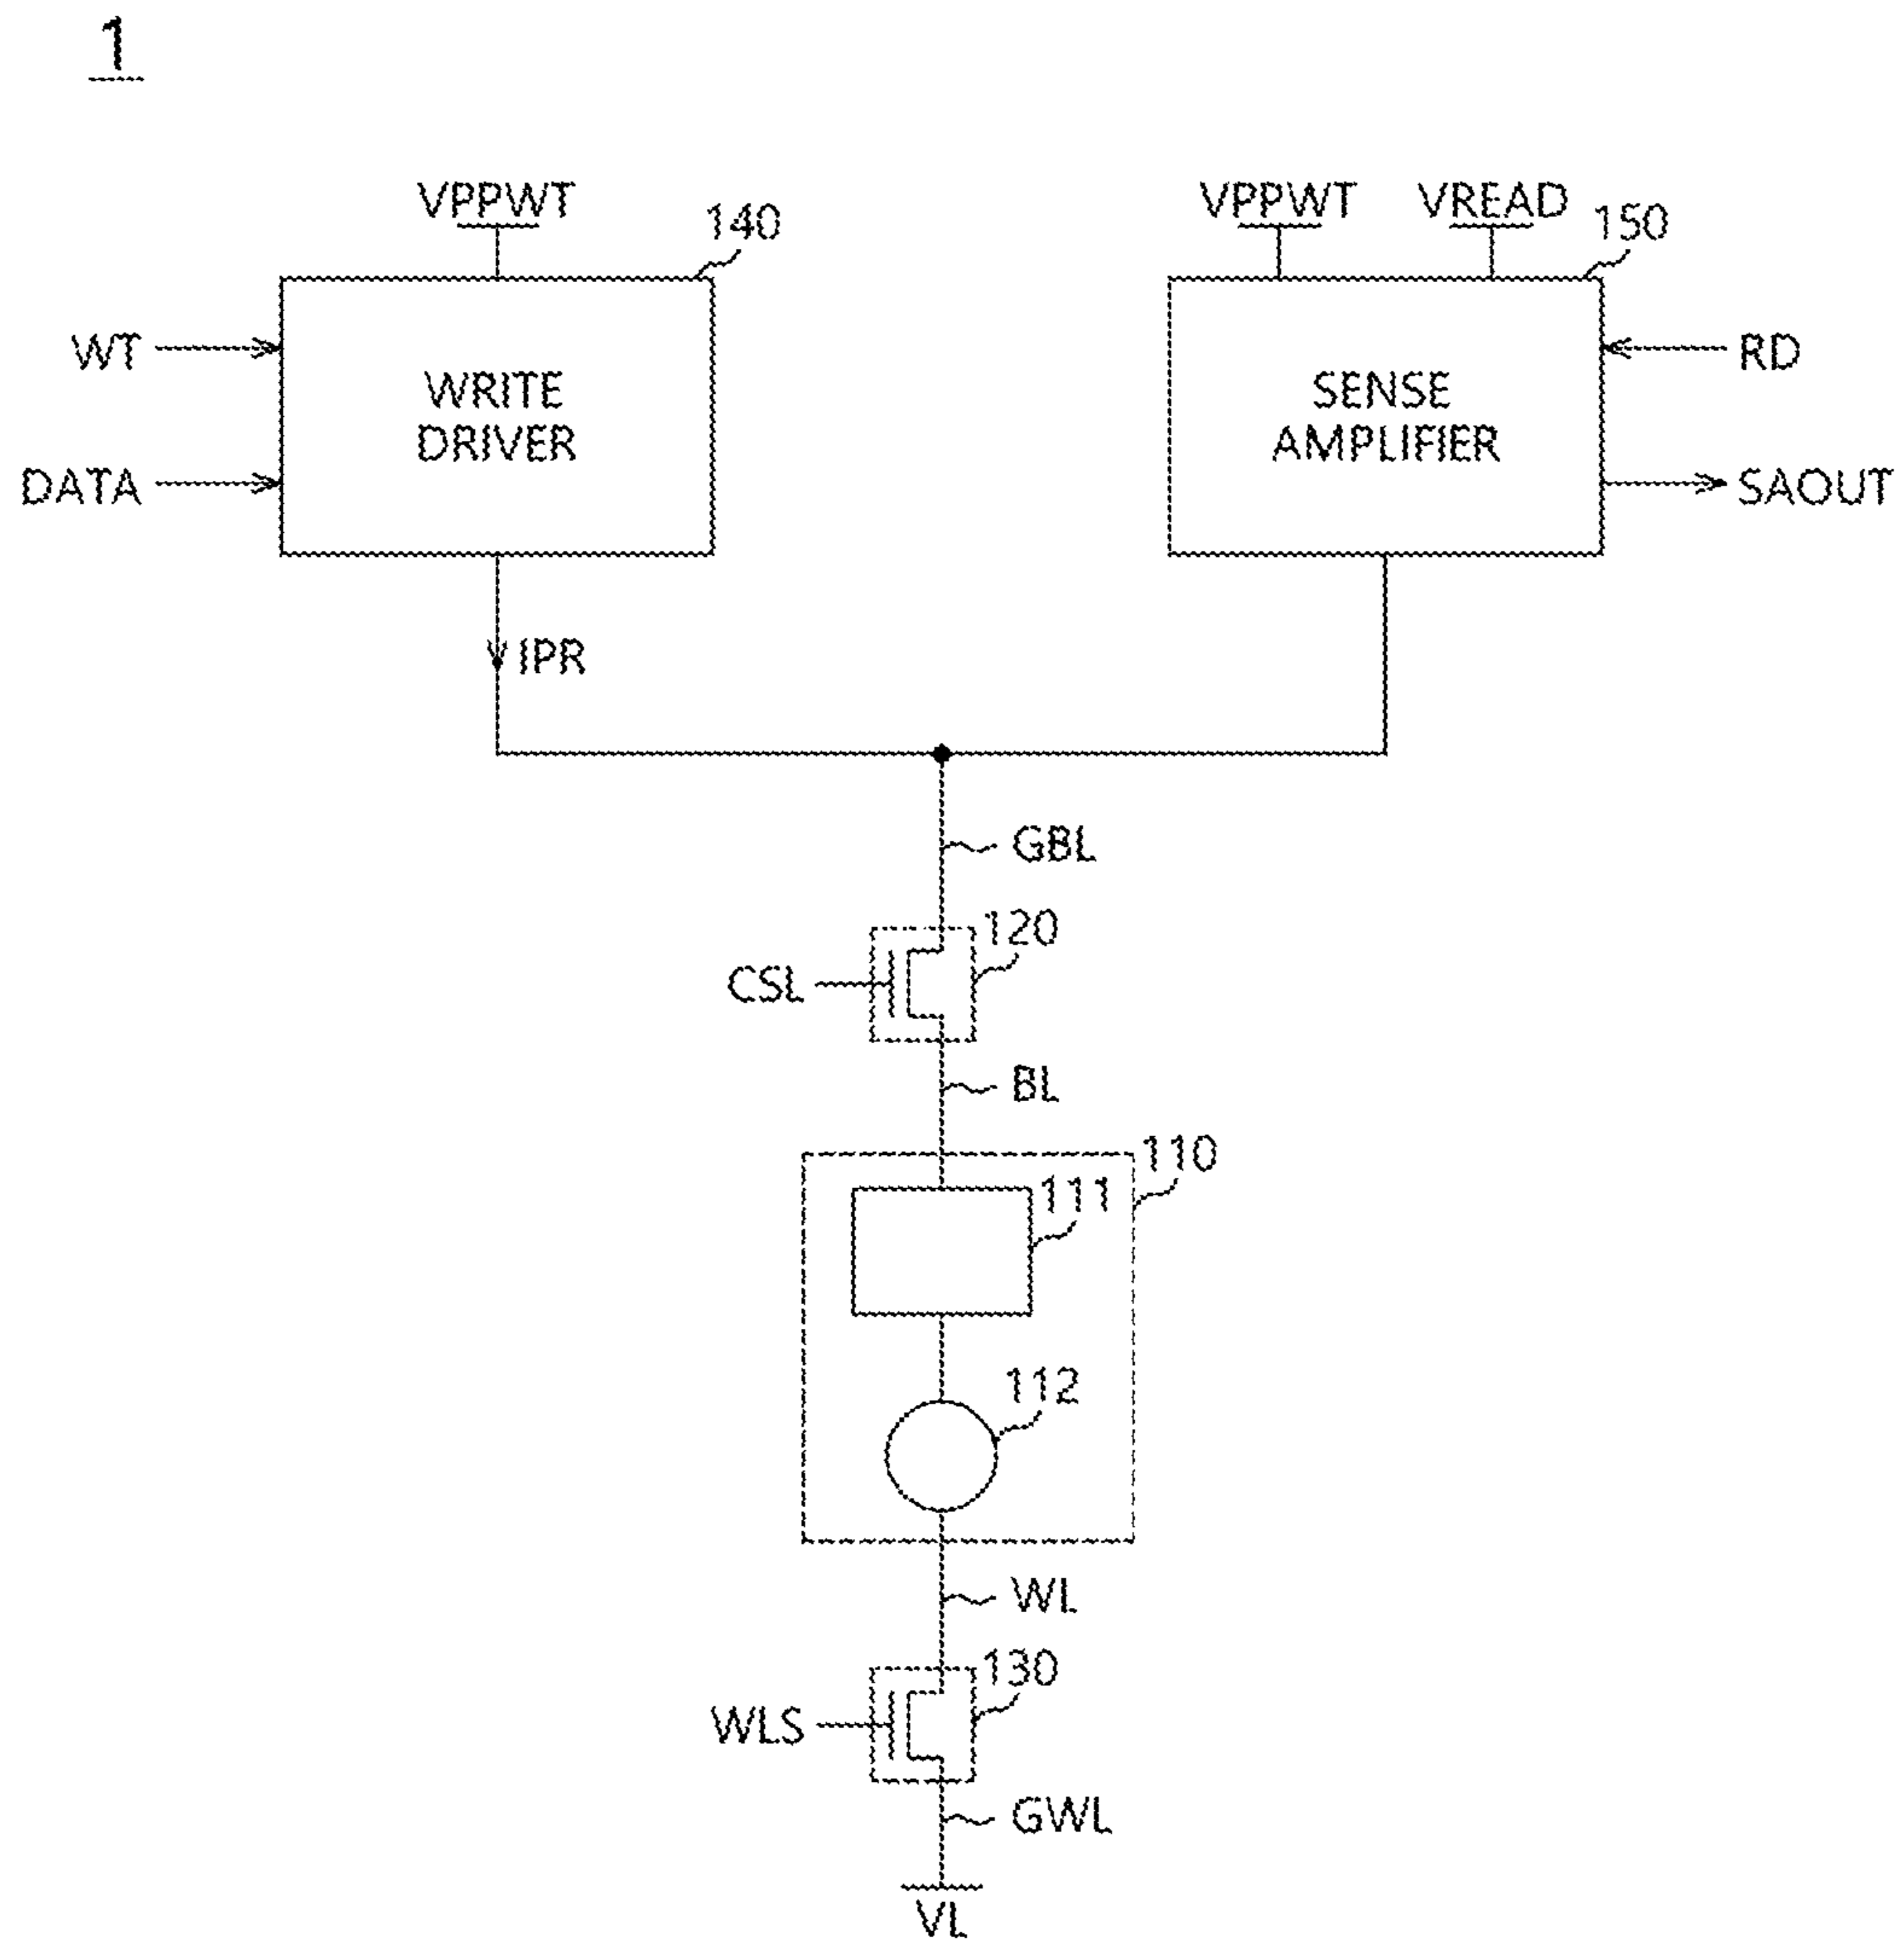 1
VPPWT
140
VPPWT
VREAD
150
WT
WRITE
DRIVER
DATA
SENSE
AMPLIFIER
RD
SAOUT
IPR
GBL
120
CSL
BL
110
111
112
WL
130
WLS
GWL
VL